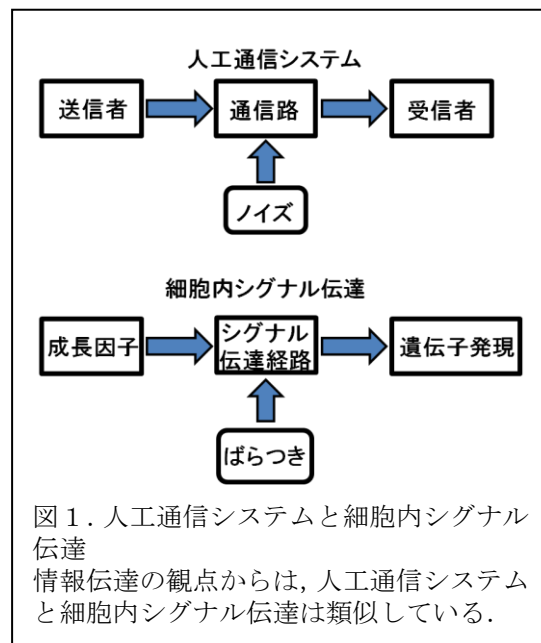 人工通信システム
送信者 通信路 受信者
ノイズ
細胞内シグナル伝達
成長因子 シグナル伝達経路 遺伝子発現
ばらつき
図1. 人工通信システムと細胞内シグナル
伝達
情報伝達の観点からは, 人工通信システム
と細胞内シグナル伝達は類似している.